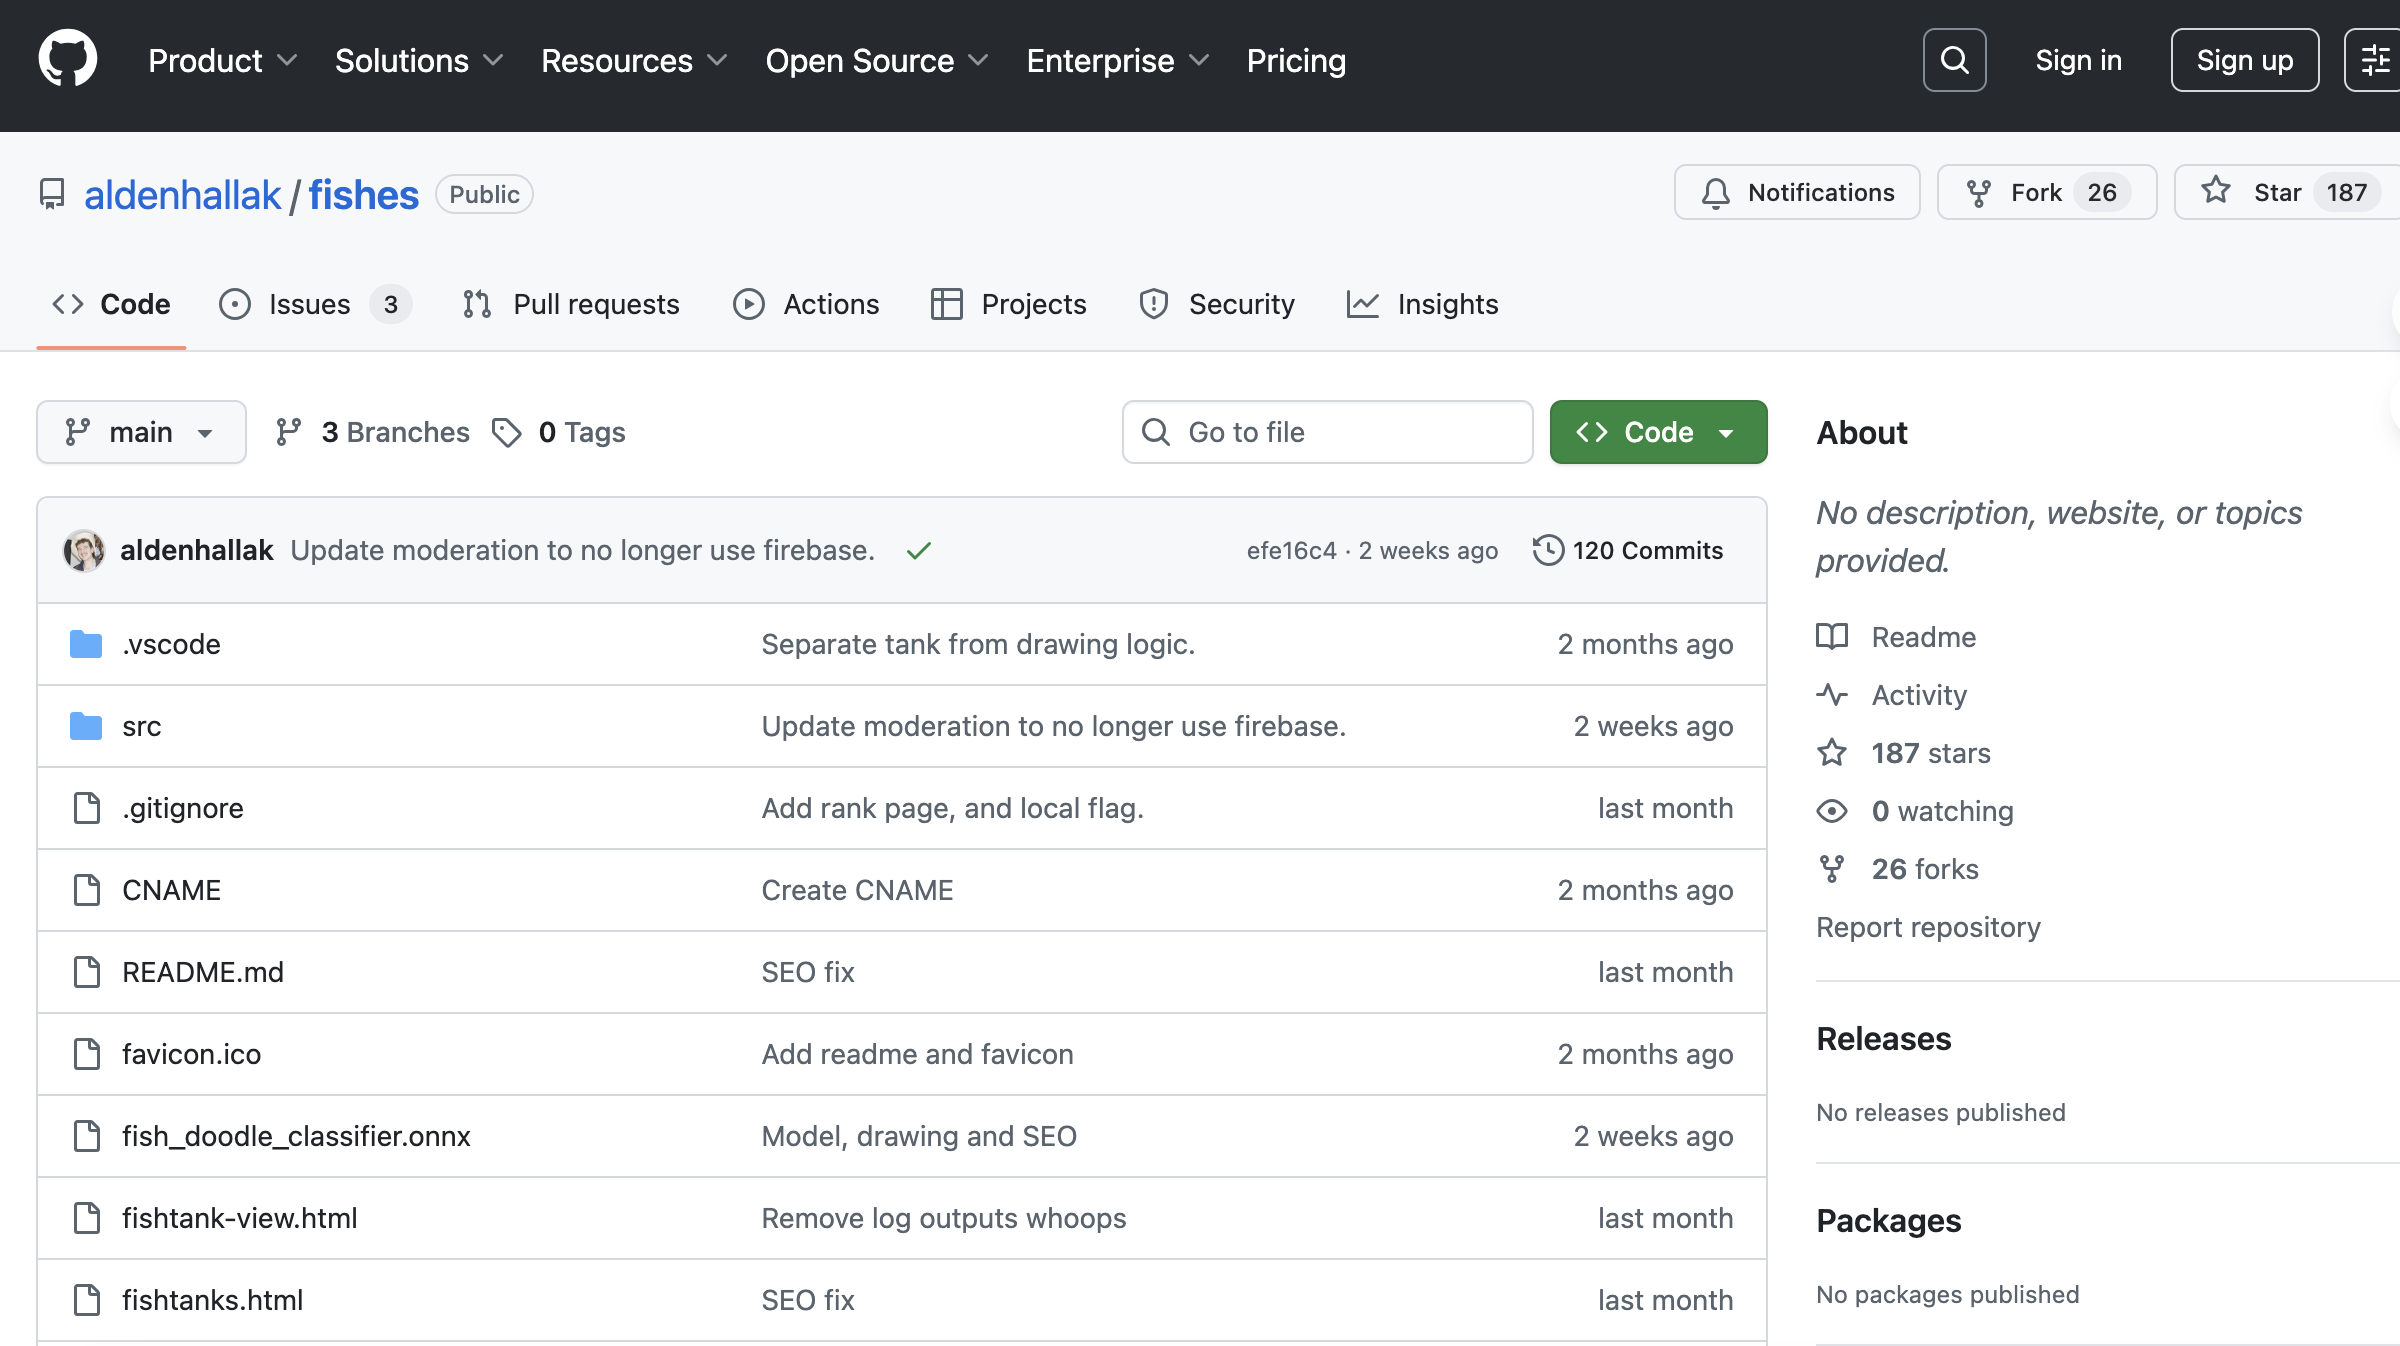 Product Solutions Resources Open Source Enterprise Pricing Sign in Sign up
aldenhallak / fishes Public Notifications Fork 26 Star 187
Code Issues 3 Pull requests Actions Projects Security Insights
main 3 Branches 0 Tags Go to file Code
aldenhallak Update moderation to no longer use firebase. efe16c4 · 2 weeks ago 120 Commits
.vscode Separate tank from drawing logic. 2 months ago
src Update moderation to no longer use firebase. 2 weeks ago
.gitignore Add rank page, and local flag. last month
CNAME Create CNAME 2 months ago
README.md SEO fix last month
favicon.ico Add readme and favicon 2 months ago
fish_doodle_classifier.onnx Model, drawing and SEO 2 weeks ago
fishtank-view.html Remove log outputs whoops last month
fishtanks.html SEO fix last month
About
No description, website, or topics
provided.
Readme
Activity
187 stars
0 watching
26 forks
Report repository
Releases
No releases published
Packages
No packages published